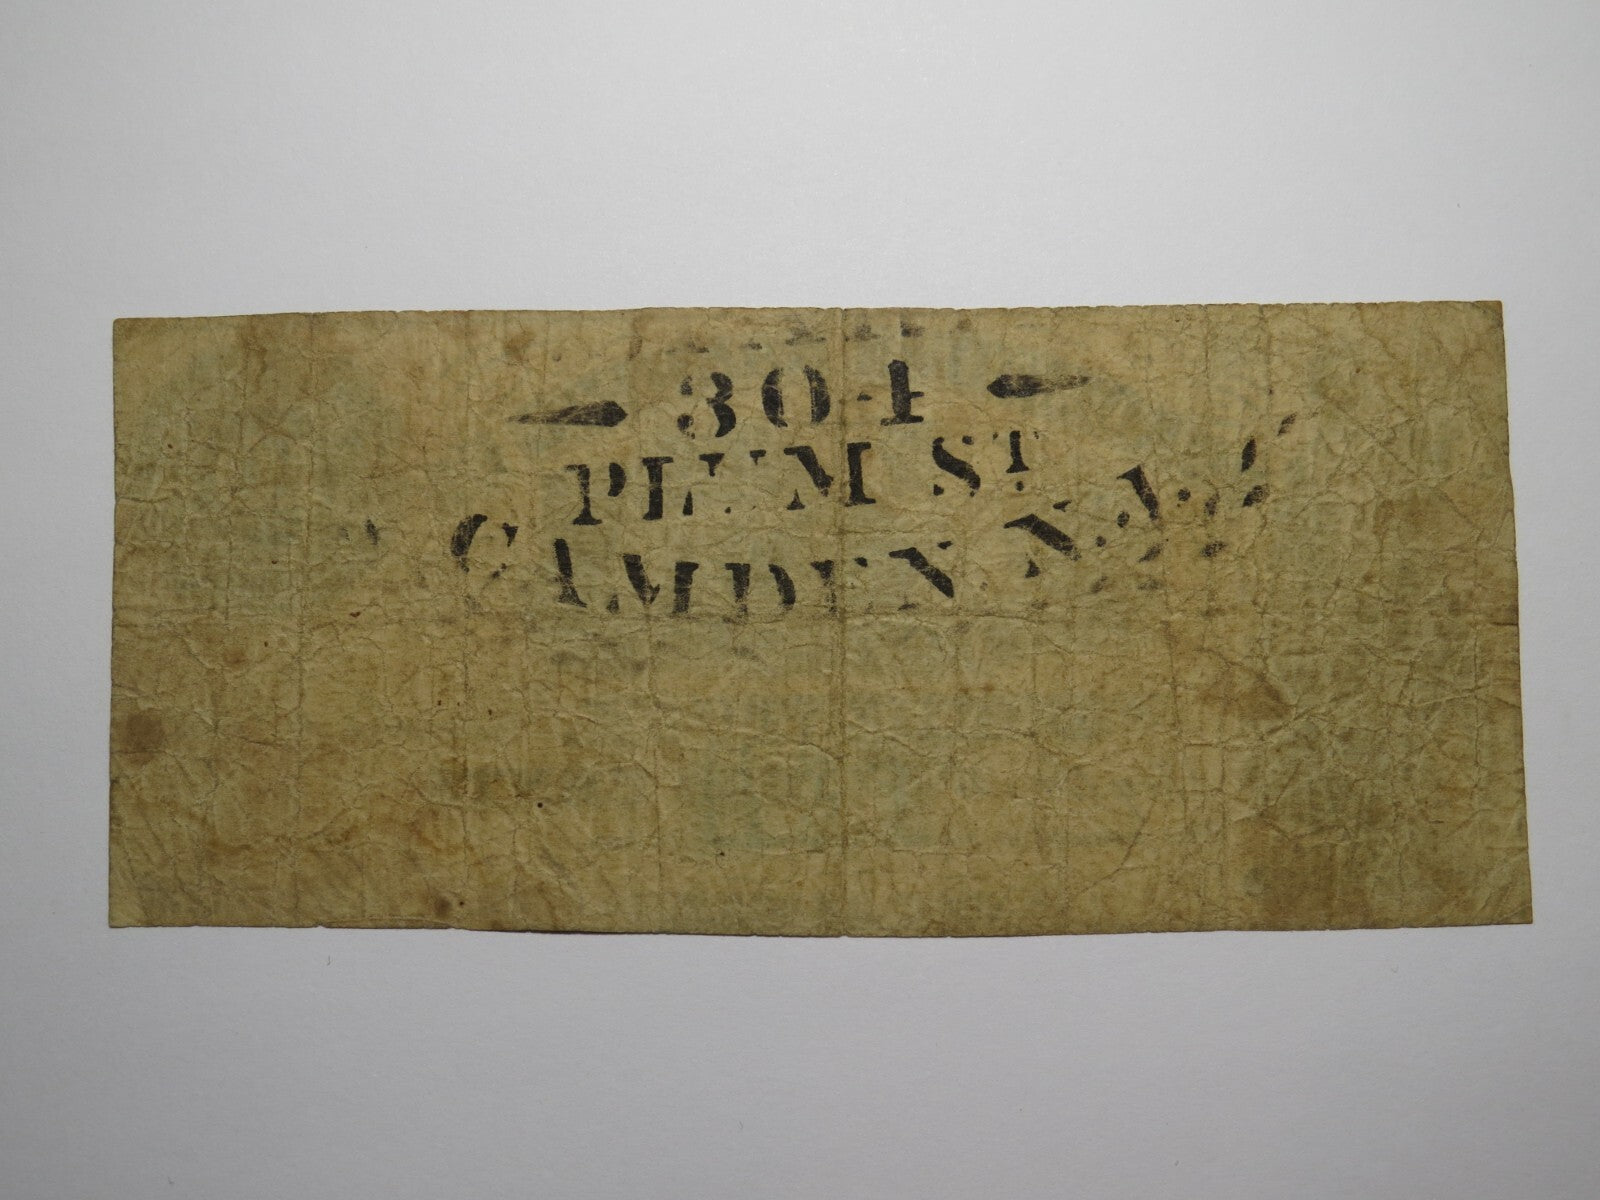 304
PLUM ST
CAMDEN. N.J.